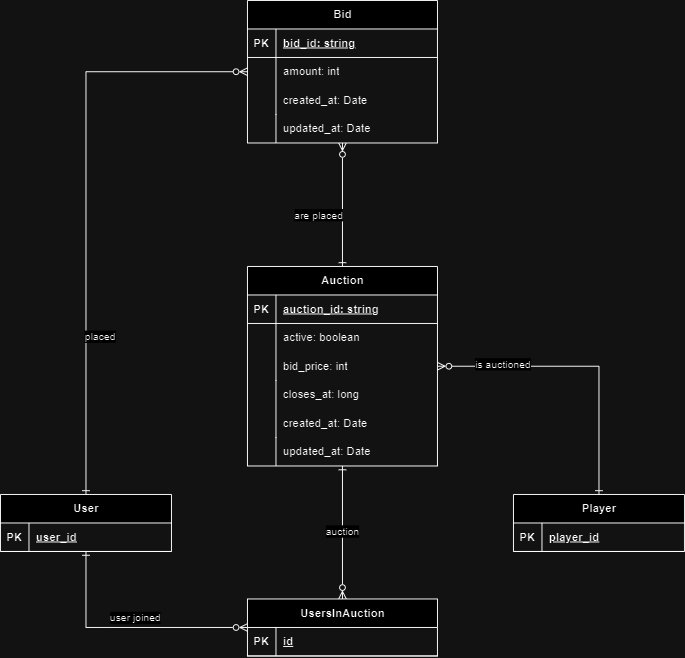 Bid
PK bid_id: string
amount: int
created_at: Date
updated_at: Date
are placed
Auction
PK auction_id: string
active: boolean
bid_price: int
closes_at: long
created_at: Date
updated_at: Date
placed
is auctioned
User
PK user_id
Player
PK player_id
auction
user joined
UsersInAuction
PK id